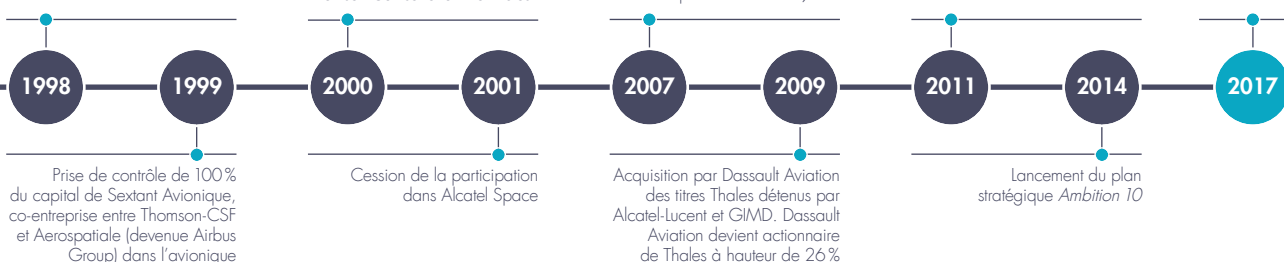 1998
1999
2000
2001
2007
2009
2011
2014
2017
Prise de contrôle de 100 %
du capital de Sextant Avionique,
co-entreprise entre Thomson-CSF
et Aerospatiale (devenue Airbus
Group) dans l’avionique
Cession de la participation
dans Alcatel Space
Acquisition par Dassault Aviation
des titres Thales détenus par
Alcatel-Lucent et GIMD. Dassault
Aviation devient actionnaire
de Thales à hauteur de 26 %
Lancement du plan
stratégique Ambition 10